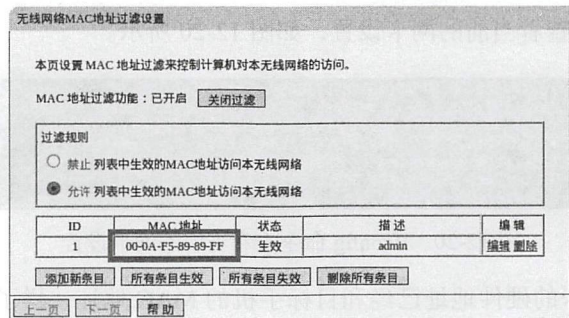 无线网络MAC地址过滤设置
本页设置 MAC 地址过滤来控制计算机对本无线网络的访问。
MAC 地址过滤功能：已开启 关闭过滤
过滤规则
禁止 列表中生效的MAC地址访问本无线网络
允许 列表中生效的MAC地址访问本无线网络
ID MAC 地址 状态 描 述 编 辑
1 00-0A-F5-89-89-FF 生效 admin 编辑 删除
添加新条目 所有条目生效 所有条目失效 删除所有条目
上一页 下一页 帮 助